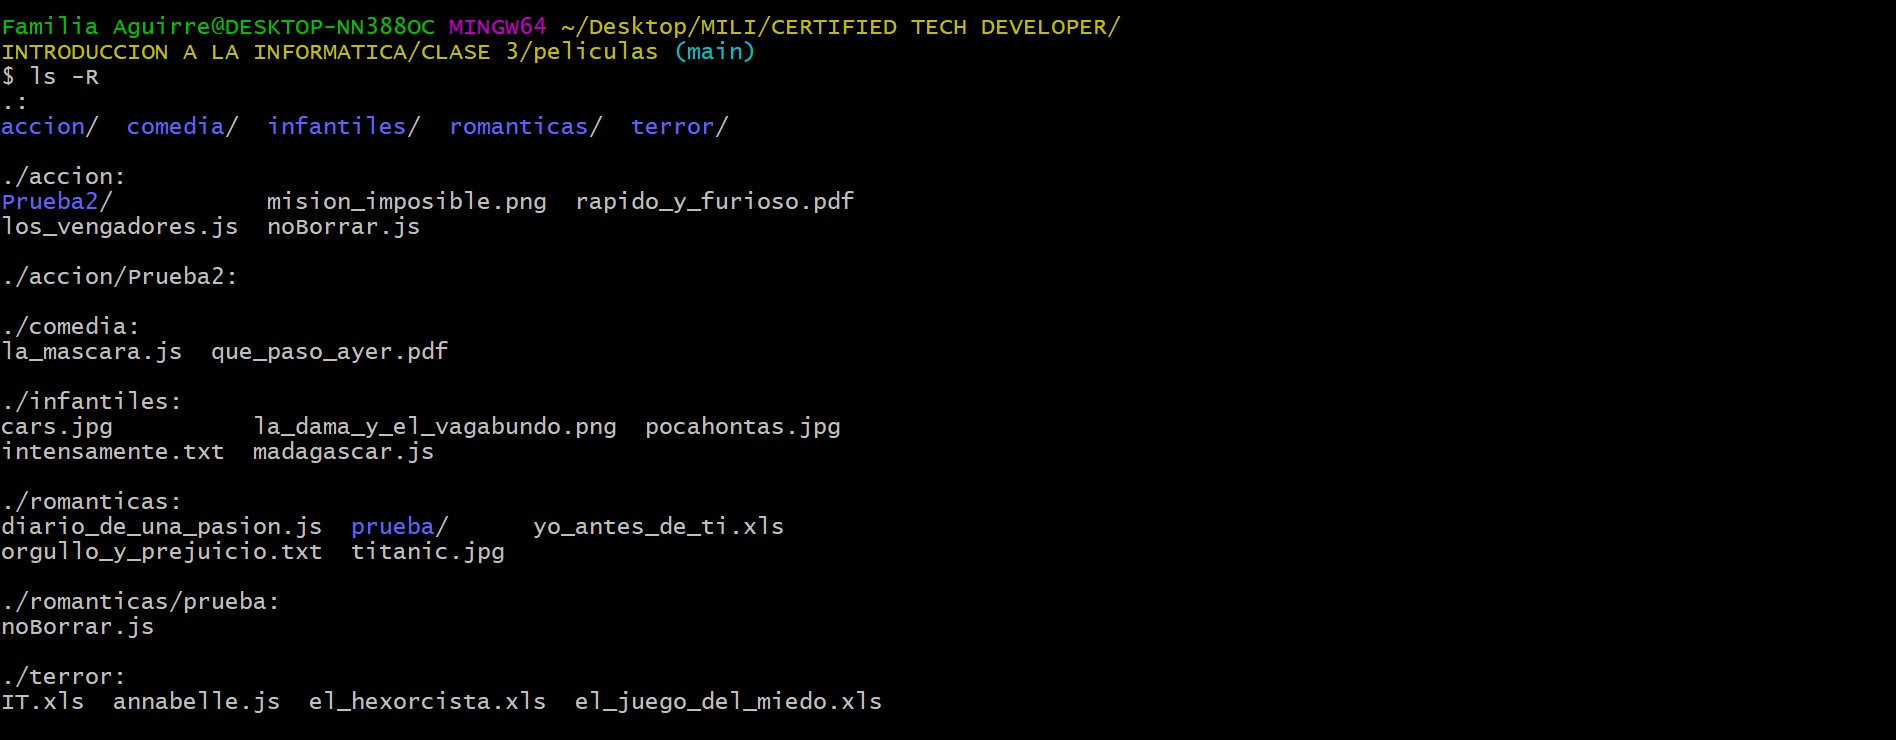 Familia Aguirre@DESKTOP-NN388OC MINGW64 ~/Desktop/MILI/CERTIFIED TECH DEVELOPER/
INTRODUCCION A LA INFORMATICA/CLASE 3/peliculas (main)
$ ls -R
.:
accion/  comedia/  infantiles/  romanticas/  terror/

./accion:
Prueba2/           mision_imposible.png  rapido_y_furioso.pdf
los_vengadores.js  noBorrar.js

./accion/Prueba2:

./comedia:
la_mascara.js  que_paso_ayer.pdf

./infantiles:
cars.jpg          la_dama_y_el_vagabundo.png  pocahontas.jpg
intensamente.txt  madagascar.js

./romanticas:
diario_de_una_pasion.js  prueba/      yo_antes_de_ti.xls
orgullo_y_prejuicio.txt  titanic.jpg

./romanticas/prueba:
noBorrar.js

./terror:
IT.xls  annabelle.js  el_hexorcista.xls  el_juego_del_miedo.xls